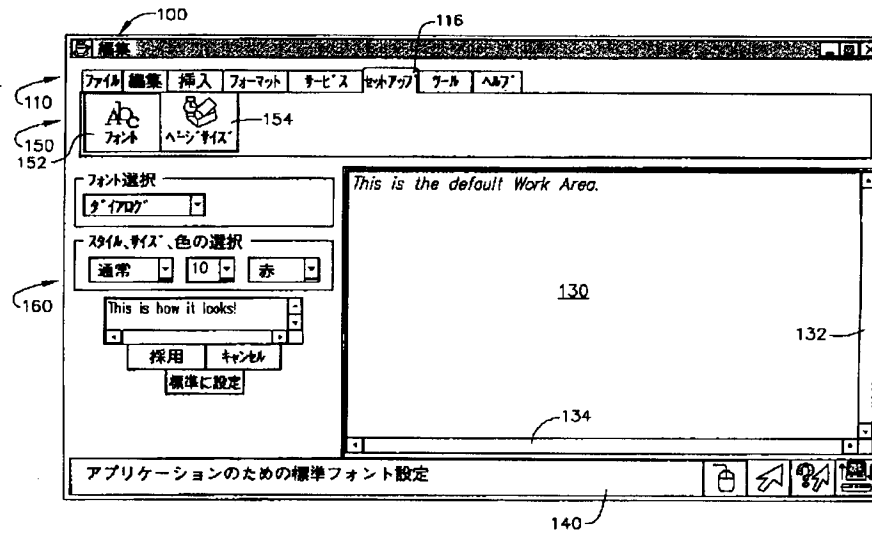 100
116
編集
ファイル 編集 挿入 フォーマット サービス セットアップ ツール ヘルプ
110
Abc
フォント
ページサイズ
154
150
152
フォント選択
ダイアログ
スタイル、サイズ、色の選択
通常 10 赤
160
This is how it looks!
採用 キャンセル
標準に設定
This is the default Work Area.
130
132
134
アプリケーションのための標準フォント設定
140